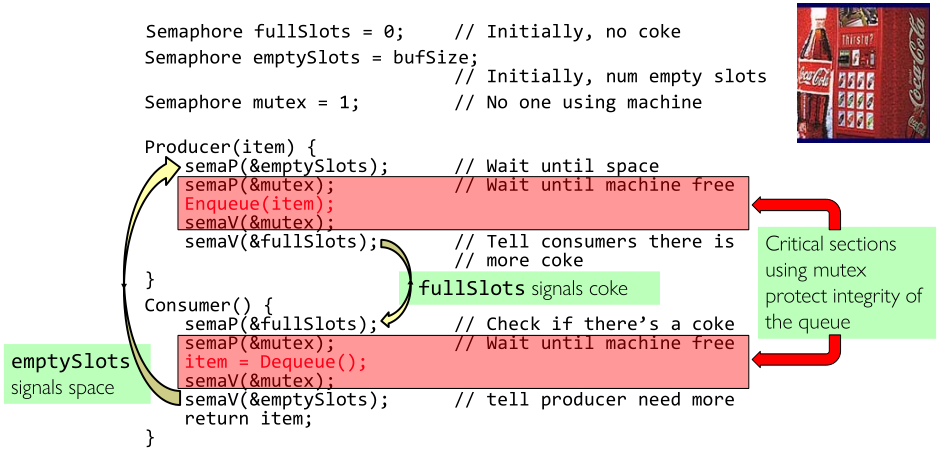 Semaphore fullSlots = 0;     // Initially, no coke
Semaphore emptySlots = bufSize;
// Initially, num empty slots
Semaphore mutex = 1;         // No one using machine
Thirsty?
Coca-Cola
Coca-Cola
Producer(item) {
semaP(&emptySlots);      // Wait until space
semaP(&mutex);           // Wait until machine free
Enqueue(item);
semaV(&mutex);
semaV(&fullSlots);       // Tell consumers there is
// more coke
}
Critical sections
using mutex
protect integrity of
the queue
fullSlots signals coke
Consumer() {
semaP(&fullSlots);       // Check if there’s a coke
semaP(&mutex);           // Wait until machine free
item = Dequeue();
semaV(&mutex);
semaV(&emptySlots);      // tell producer need more
return item;
}
emptySlots
signals space